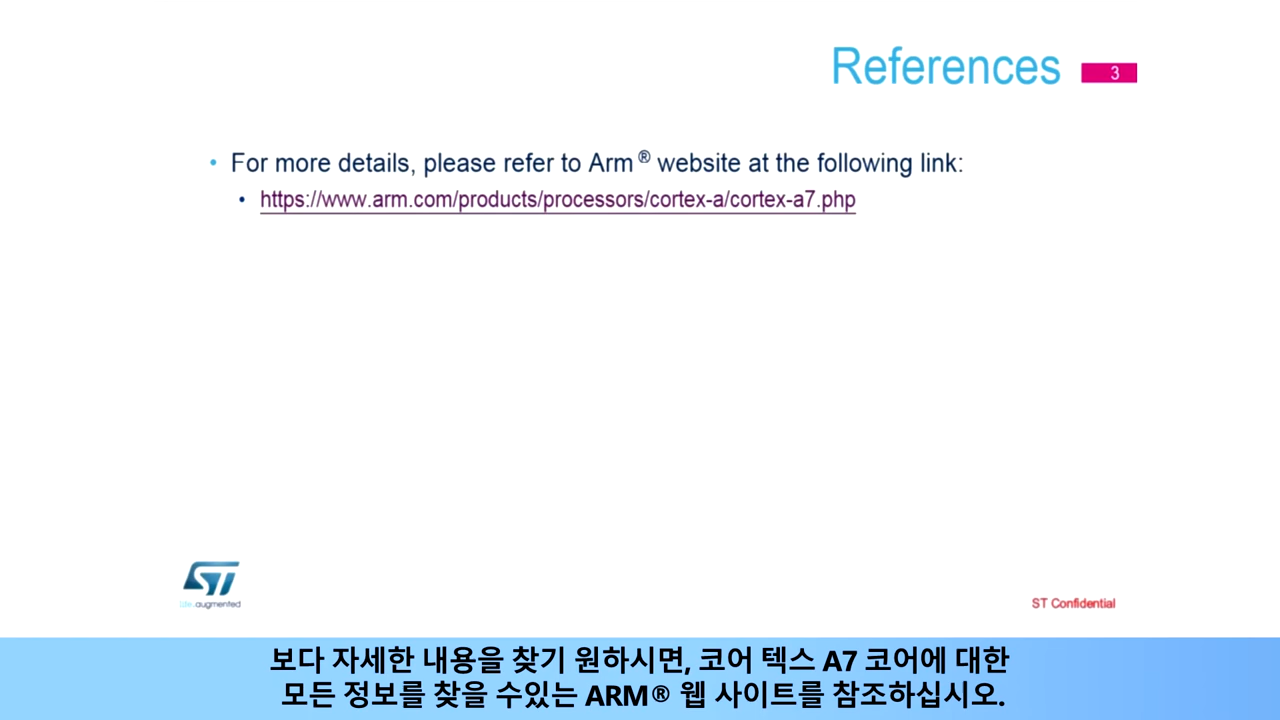 References
3
• For more details, please refer to Arm® website at the following link:
• https://www.arm.com/products/processors/cortex-a/cortex-a7.php
life.augmented
ST Confidential
보다 자세한 내용을 찾기 원하시면, 코어 텍스 A7 코어에 대한
모든 정보를 찾을 수있는 ARM® 웹 사이트를 참조하십시오.